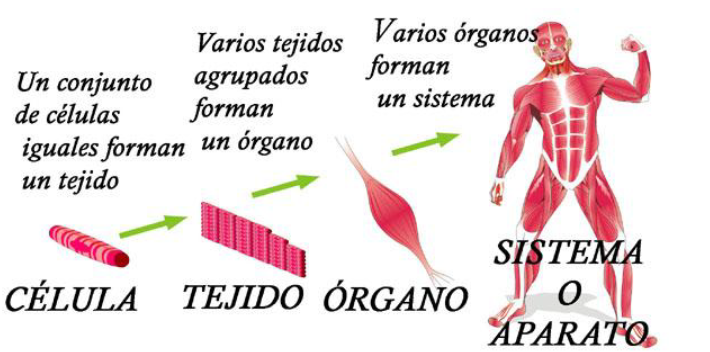 Un conjunto
de células
iguales forman
un tejido
Varios tejidos
agrupados
forman
un órgano
Varios órganos
forman
un sistema
CÉLULA
TEJIDO
ÓRGANO
SISTEMA
O
APARATO